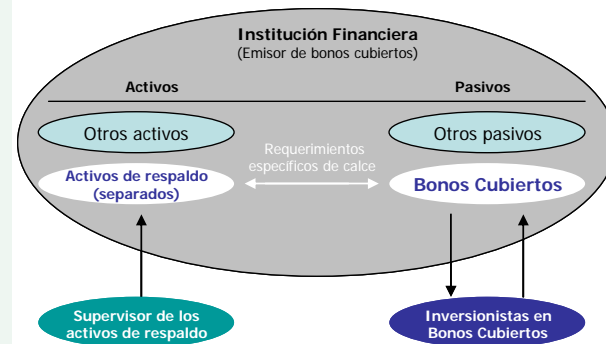 Institución Financiera
(Emisor de bonos cubiertos)
Activos
Pasivos
Otros activos
Otros pasivos
Requerimientos
específicos de calce
Activos de respaldo
(separados)
Bonos Cubiertos
Supervisor de los
activos de respaldo
Inversionistas en
Bonos Cubiertos